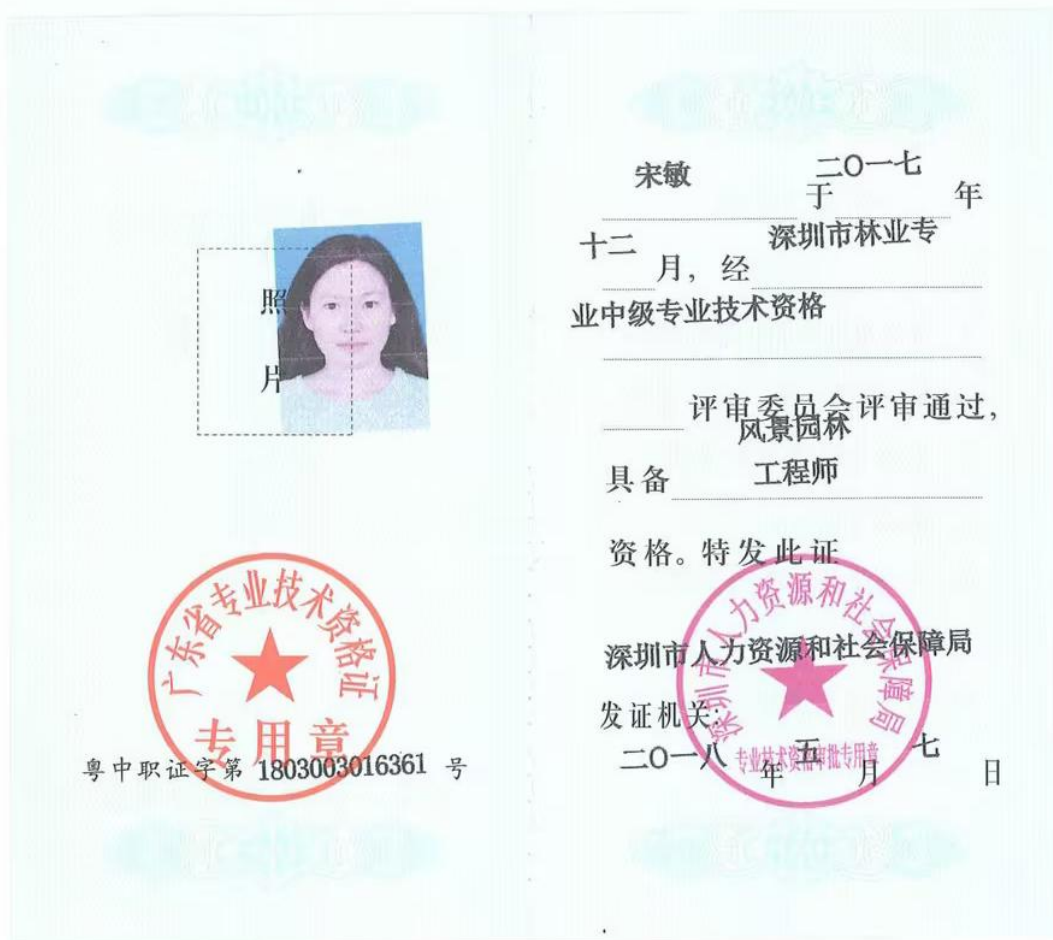 照
片
广东省专业技术资格证
专用章
粤中职证字第 1803003016361 号
宋敏 于 二〇一七 年
十二 月，经 深圳市林业专
业中级专业技术资格
评审委员会评审通过，
风景园林
具备 工程师
资格。特发此证
深圳市人力资源和社会保障局
深圳市人力资源和社会保障局
发证机关：
专业技术资格审批专用章
二〇一八 年 五 月 七 日